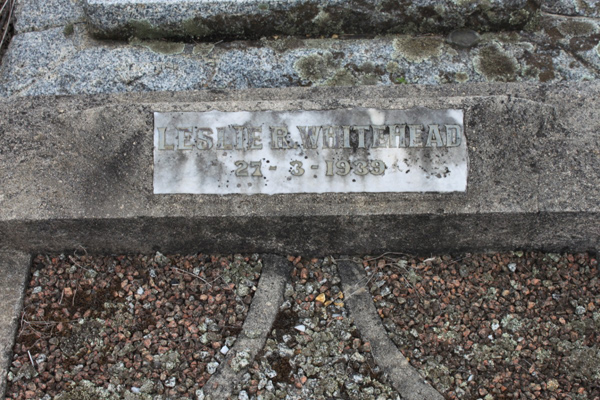 LESLIE R. WHITEHEAD
27 - 3 - 1939